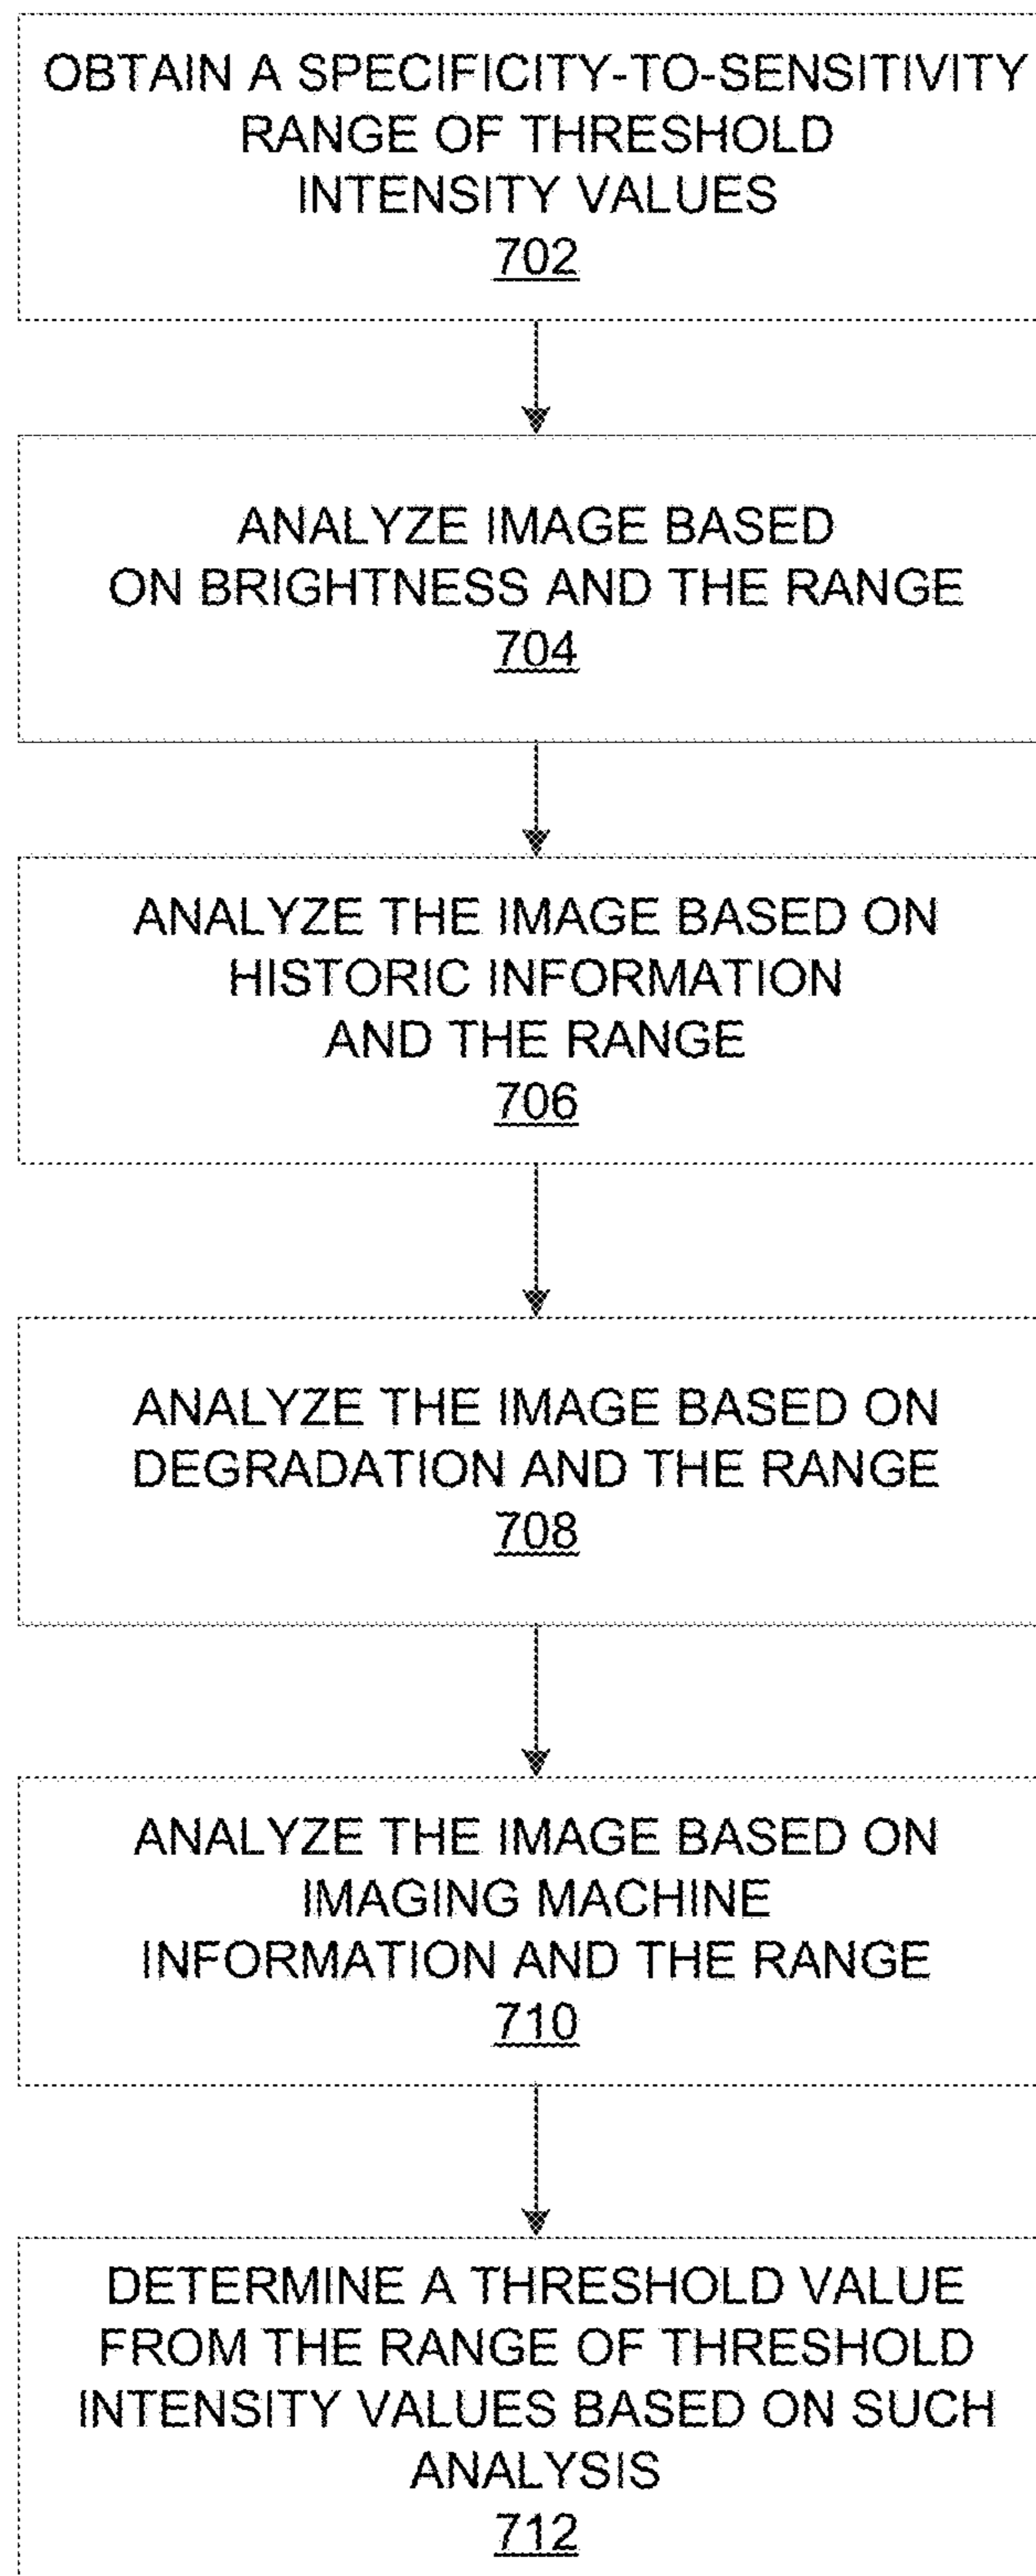 OBTAIN A SPECIFICITY-TO-SENSITIVITY
RANGE OF THRESHOLD
INTENSITY VALUES
702
ANALYZE IMAGE BASED
ON BRIGHTNESS AND THE RANGE
704
ANALYZE THE IMAGE BASED ON
HISTORIC INFORMATION
AND THE RANGE
706
ANALYZE THE IMAGE BASED ON
DEGRADATION AND THE RANGE
708
ANALYZE THE IMAGE BASED ON
IMAGING MACHINE
INFORMATION AND THE RANGE
710
DETERMINE A THRESHOLD VALUE
FROM THE RANGE OF THRESHOLD
INTENSITY VALUES BASED ON SUCH
ANALYSIS
712